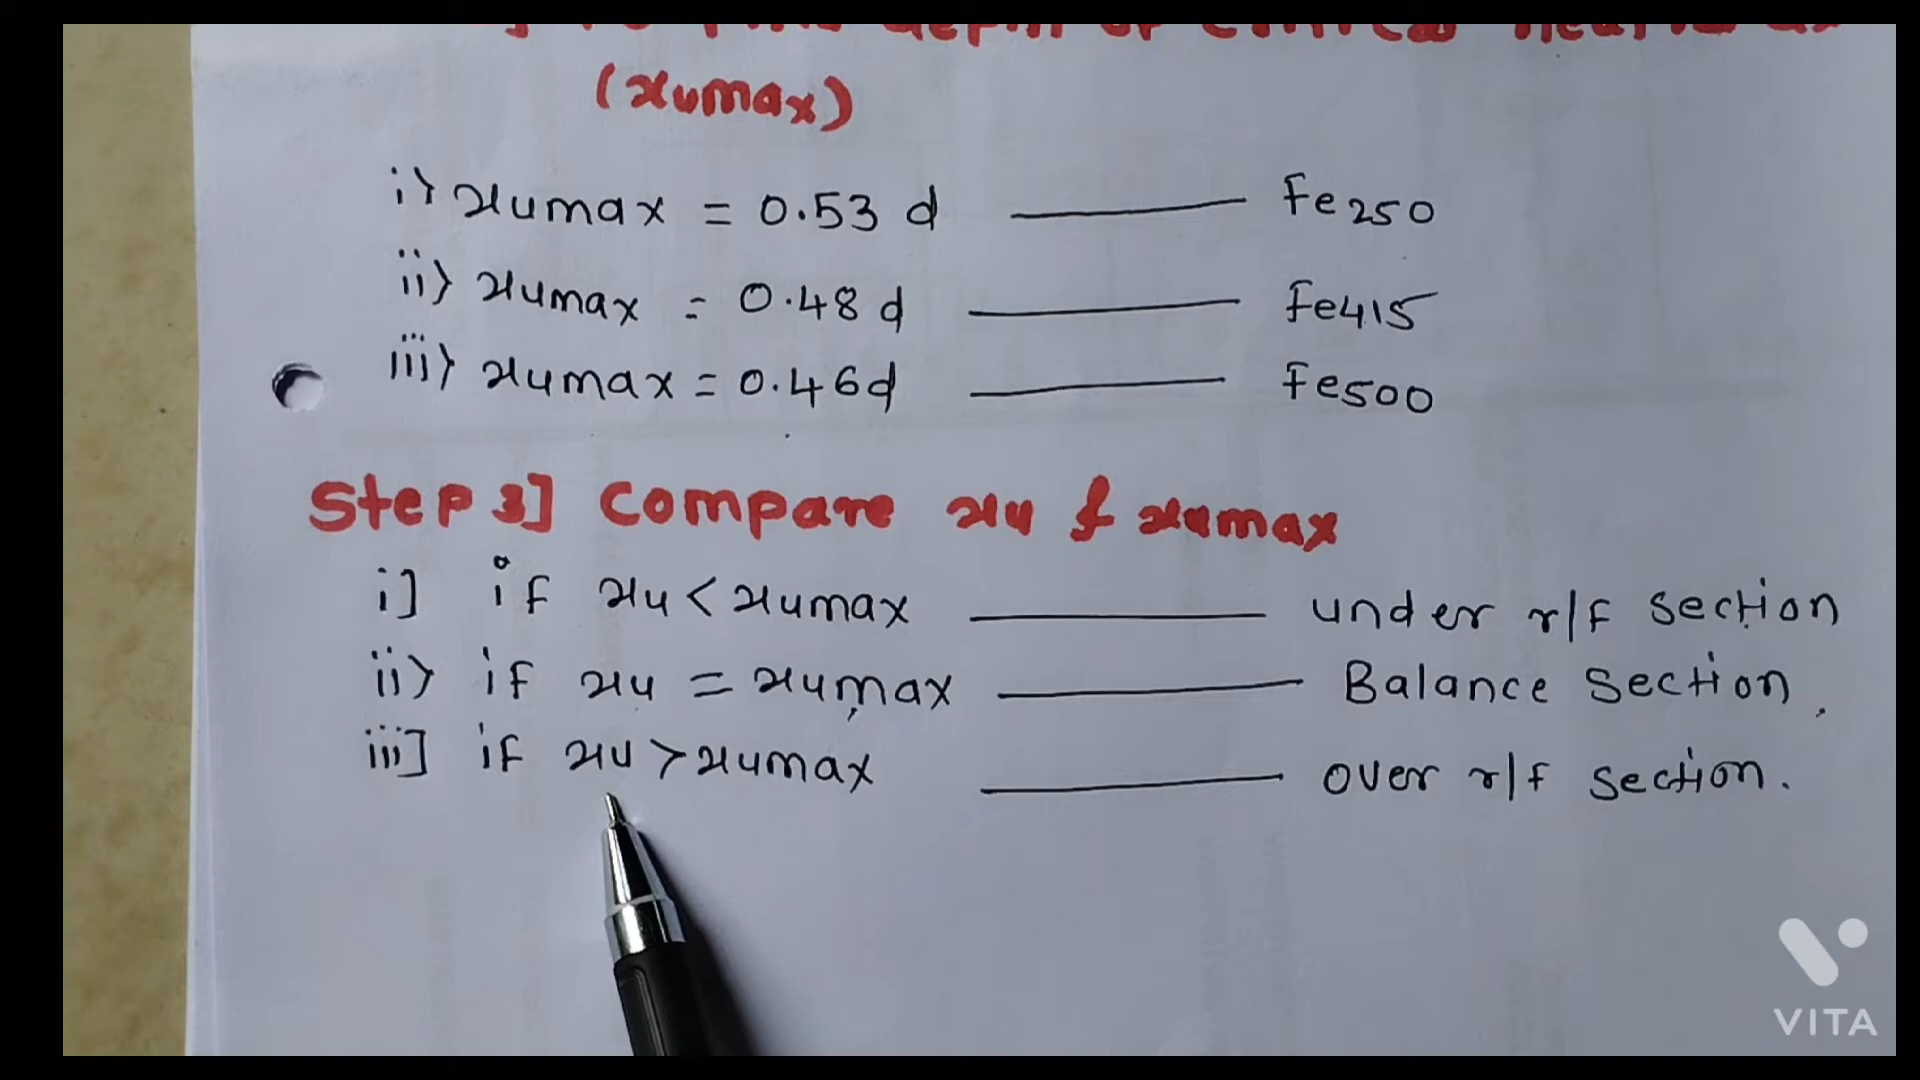 (xumax)
i) xumax = 0.53 d — Fe250
ii) xumax = 0.48 d — Fe415
iii) xumax = 0.46d — Fe500
Step 3] Compare xu & xumax
i] if xu < xumax — under r/f section
ii) if xu = xumax — Balance section.
iii] if xu > xumax — over r/f section.
VITA